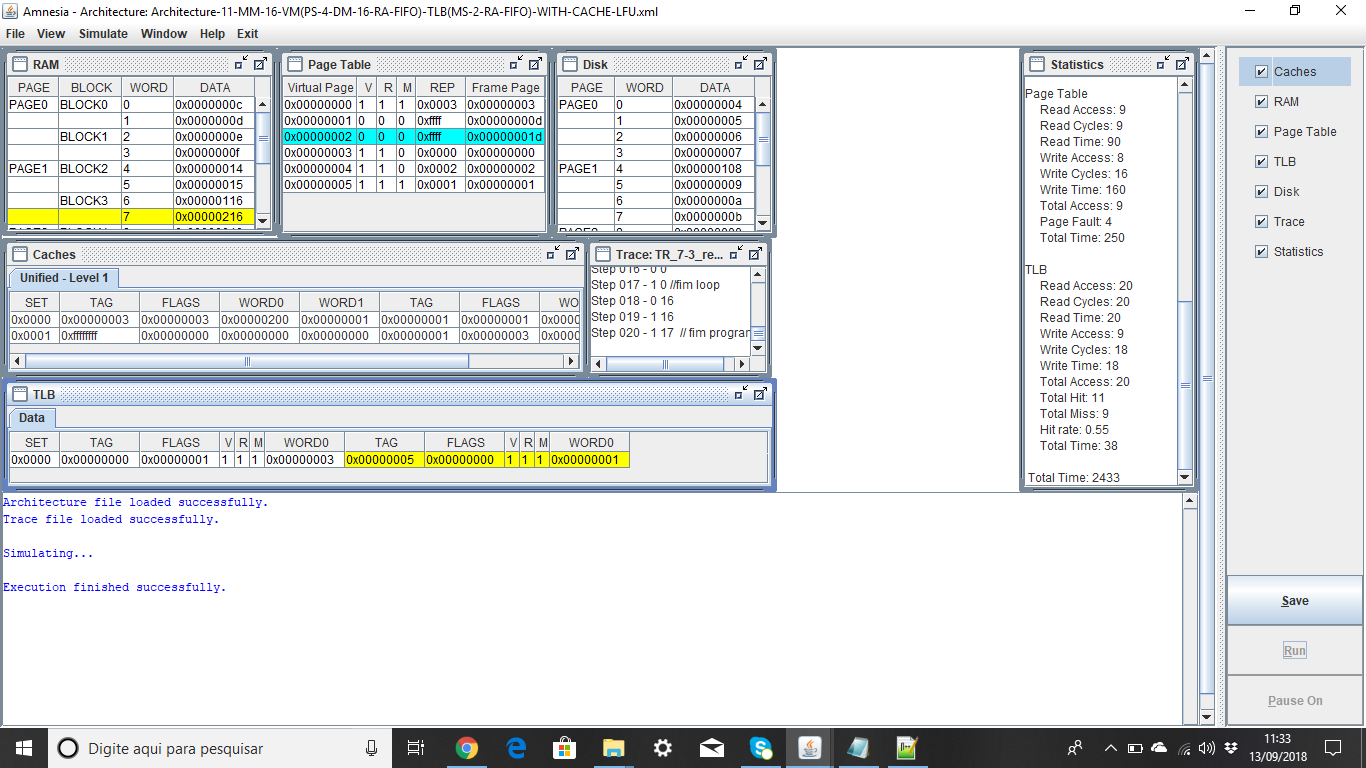 Amnesia - Architecture: Architecture-11-MM-16-VM(PS-4-DM-16-RA-FIFO)-TLB(MS-2-RA-FIFO)-WITH-CACHE-LFU.xml
File View Simulate Window Help Exit
RAM
PAGE BLOCK WORD DATA
PAGE0 BLOCK0 0 0x0000000c
1 0x0000000d
BLOCK1 2 0x0000000e
3 0x0000000f
PAGE1 BLOCK2 4 0x00000014
5 0x00000015
BLOCK3 6 0x00000116
7 0x00000216
Page Table
Virtual Page V R M REP Frame Page
0x00000000 1 1 1 0x0003 0x00000003
0x00000001 0 0 0 0xffff 0x0000000d
0x00000002 0 0 0 0xffff 0x0000001d
0x00000003 1 1 0 0x0000 0x00000000
0x00000004 1 1 0 0x0002 0x00000002
0x00000005 1 1 1 0x0001 0x00000001
Disk
PAGE WORD DATA
PAGE0 0 0x00000004
1 0x00000005
2 0x00000006
3 0x00000007
PAGE1 4 0x00000108
5 0x00000009
6 0x0000000a
7 0x0000000b
Caches
Unified - Level 1
SET TAG FLAGS WORD0 WORD1 TAG FLAGS WO
0x0000 0x00000003 0x00000003 0x00000200 0x00000001 0x00000001 0x00000001 0x000
0x0001 0xffffffff 0x00000000 0x00000000 0x00000000 0x00000001 0x00000003 0x000
Trace: TR_7-3_re...
Step 016 - 0 0
Step 017 - 1 0 //fim loop
Step 018 - 0 16
Step 019 - 1 16
Step 020 - 1 17 // fim program
TLB
Data
SET TAG FLAGS V R M WORD0 TAG FLAGS V R M WORD0
0x0000 0x00000000 0x00000001 1 1 1 0x00000003 0x00000005 0x00000000 1 1 1 0x00000001
Statistics
Page Table
Read Access: 9
Read Cycles: 9
Read Time: 90
Write Access: 8
Write Cycles: 16
Write Time: 160
Total Access: 9
Page Fault: 4
Total Time: 250
TLB
Read Access: 20
Read Cycles: 20
Read Time: 20
Write Access: 9
Write Cycles: 18
Write Time: 18
Total Access: 20
Total Hit: 11
Total Miss: 9
Hit rate: 0.55
Total Time: 38
Total Time: 2433
Caches
RAM
Page Table
TLB
Disk
Trace
Statistics
Save
Run
Pause On
Architecture file loaded successfully.
Trace file loaded successfully.
Simulating...
Execution finished successfully.
Digite aqui para pesquisar
11:33
13/09/2018